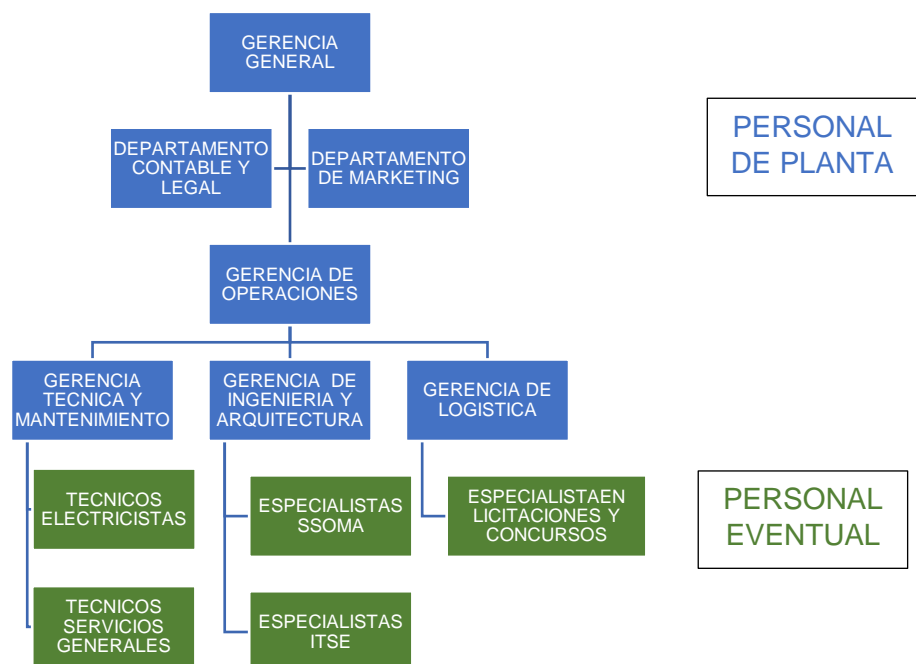 GERENCIA
GENERAL
DEPARTAMENTO
CONTABLE Y
LEGAL
DEPARTAMENTO
DE MARKETING
PERSONAL
DE PLANTA
GERENCIA DE
OPERACIONES
GERENCIA
TECNICA Y
MANTENIMIENTO
GERENCIA DE
INGENIERIA Y
ARQUITECTURA
GERENCIA DE
LOGISTICA
TECNICOS
ELECTRICISTAS
ESPECIALISTAS
SSOMA
ESPECIALISTAEN
LICITACIONES Y
CONCURSOS
PERSONAL
EVENTUAL
TECNICOS
SERVICIOS
GENERALES
ESPECIALISTAS
ITSE